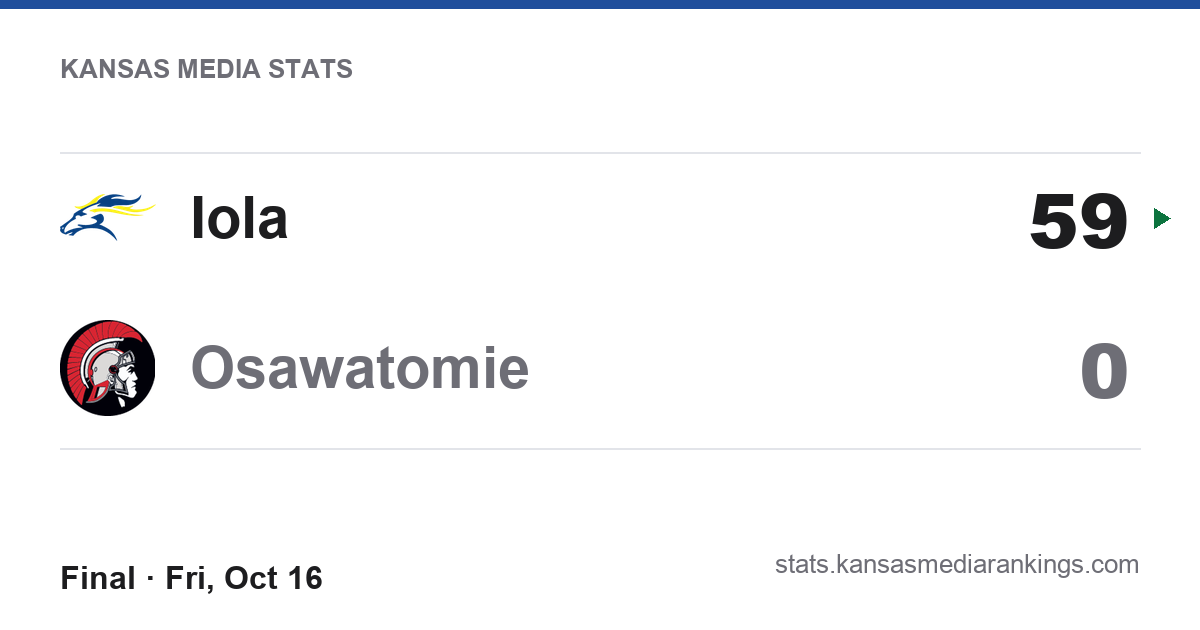 KANSAS MEDIA STATS
Iola 59
Osawatomie 0
Final · Fri, Oct 16
stats.kansasmediarankings.com